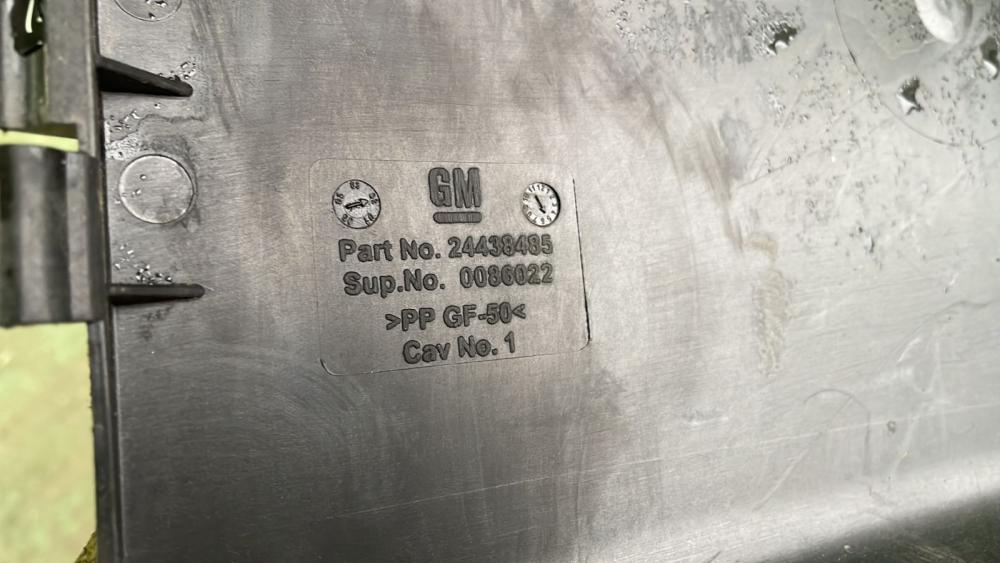 GM
Part No. 24438485
Sup.No. 0086022
>PP GF-50<
Cav No. 1